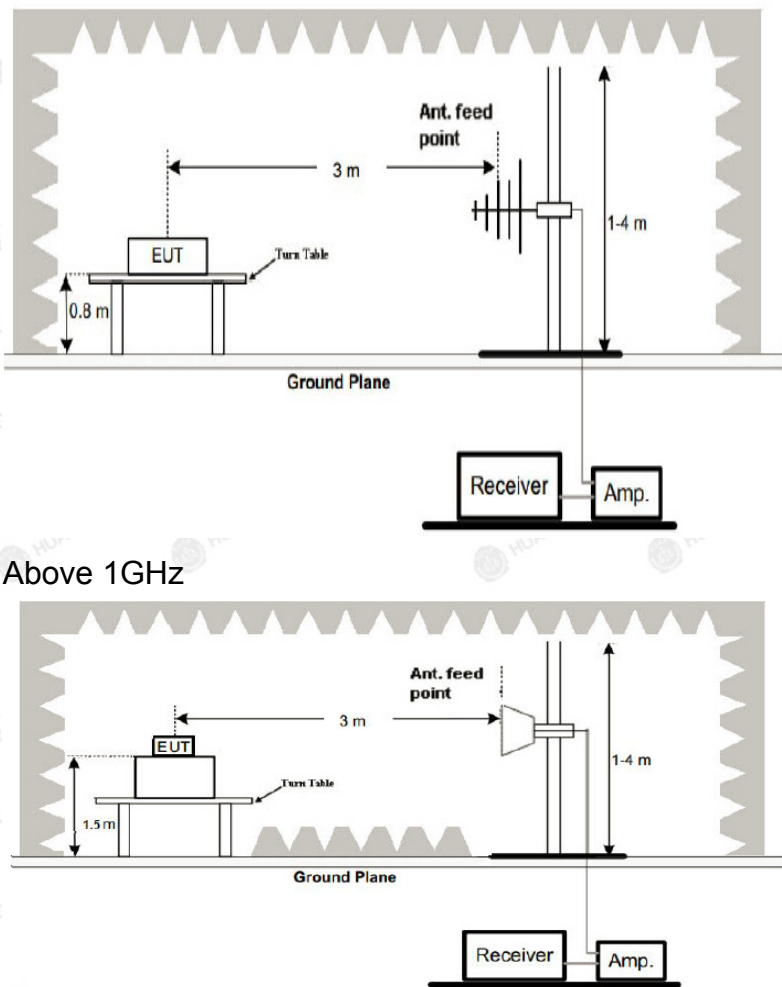 Ant. feed
point
3 m
1-4 m
EUT
Turn Table
0.8 m
Ground Plane
Receiver
Amp.
Above 1GHz
Ant. feed
point
3 m
EUT
1-4 m
Turn Table
1.5 m
Ground Plane
Receiver
Amp.